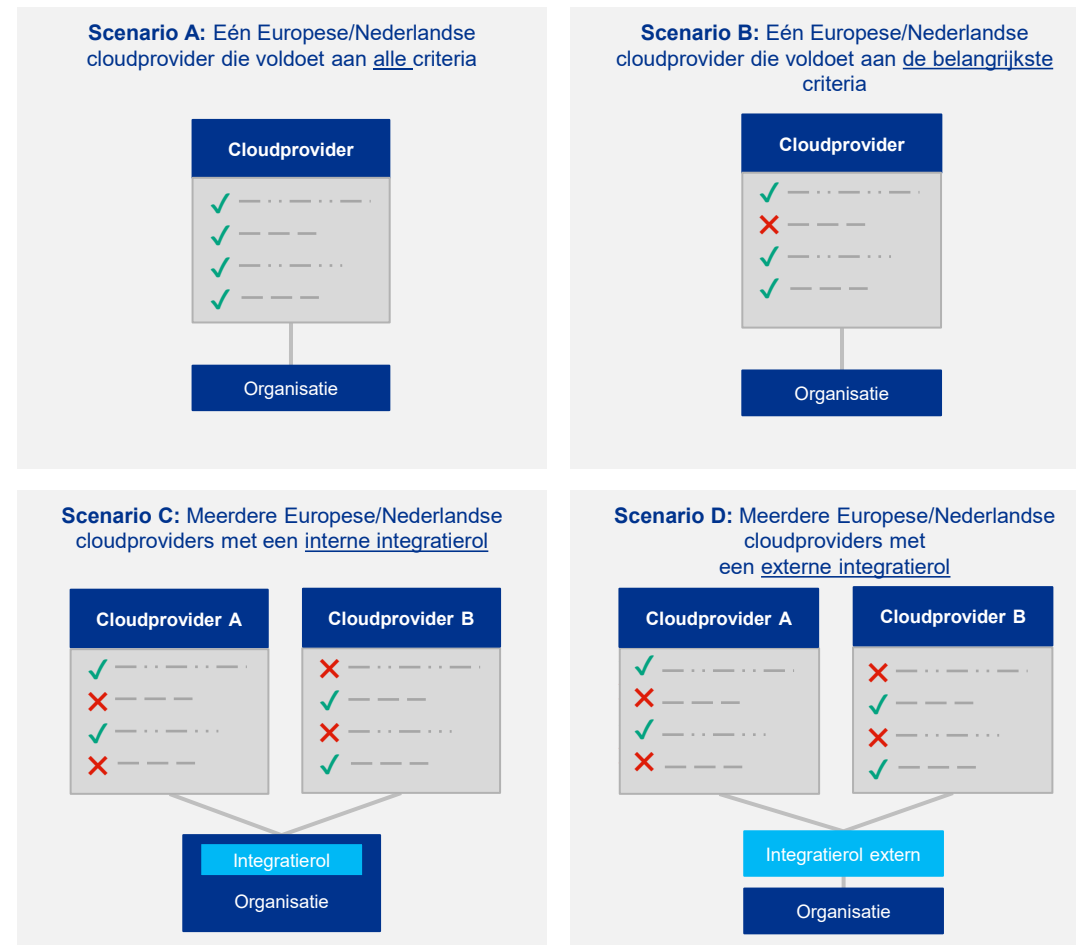 Scenario A: Eén Europese/Nederlandse
cloudprovider die voldoet aan alle criteria
Cloudprovider
Organisatie
Scenario B: Eén Europese/Nederlandse
cloudprovider die voldoet aan de belangrijkste
criteria
Cloudprovider
Organisatie
Scenario C: Meerdere Europese/Nederlandse
cloudproviders met een interne integratierol
Cloudprovider A
Cloudprovider B
Integratierol
Organisatie
Scenario D: Meerdere Europese/Nederlandse
cloudproviders met
een externe integratierol
Cloudprovider A
Cloudprovider B
Integratierol extern
Organisatie